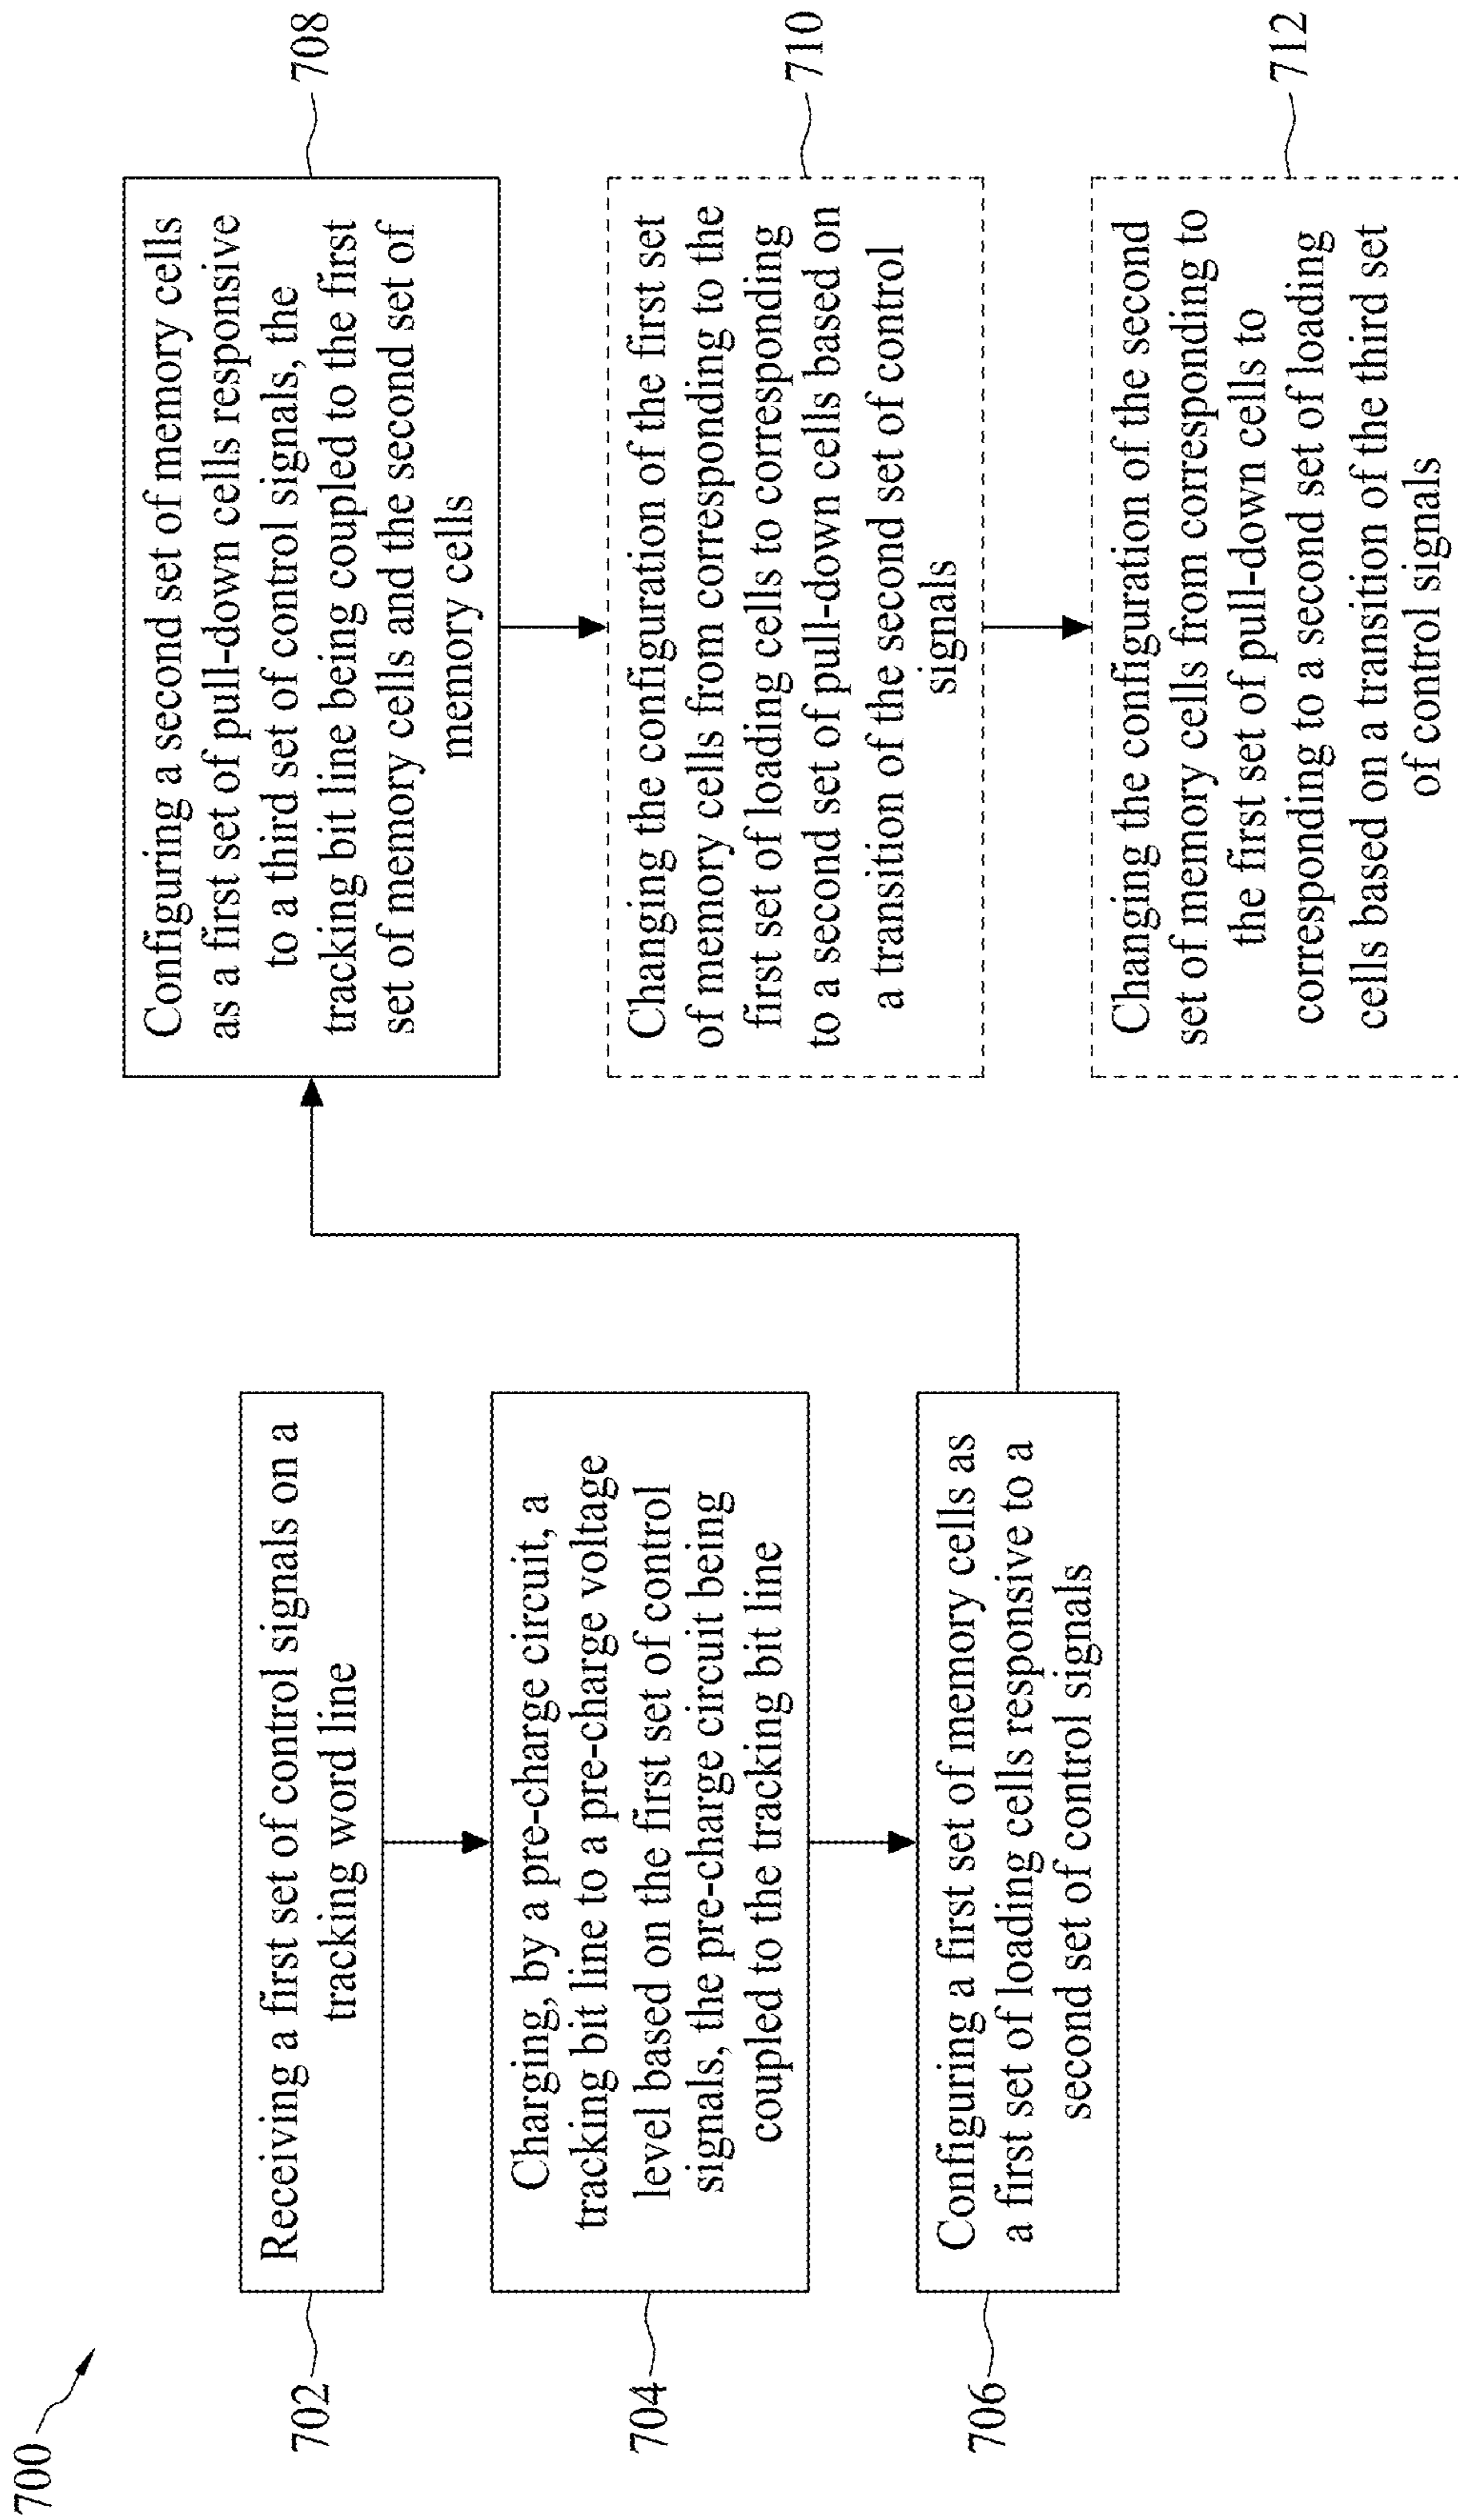 700
702
Receiving a first set of control signals on a
tracking word line
704
Charging, by a pre-charge circuit, a
tracking bit line to a pre-charge voltage
level based on the first set of control
signals, the pre-charge circuit being
coupled to the tracking bit line
706
Configuring a first set of memory cells as
a first set of loading cells responsive to a
second set of control signals
Configuring a second set of memory cells
as a first set of pull-down cells responsive
to a third set of control signals, the
tracking bit line being coupled to the first
set of memory cells and the second set of
memory cells
708
Changing the configuration of the first set
of memory cells from corresponding to the
first set of loading cells to corresponding
to a second set of pull-down cells based on
a transition of the second set of control
signals
710
Changing the configuration of the second
set of memory cells from corresponding to
the first set of pull-down cells to
corresponding to a second set of loading
cells based on a transition of the third set
of control signals
712